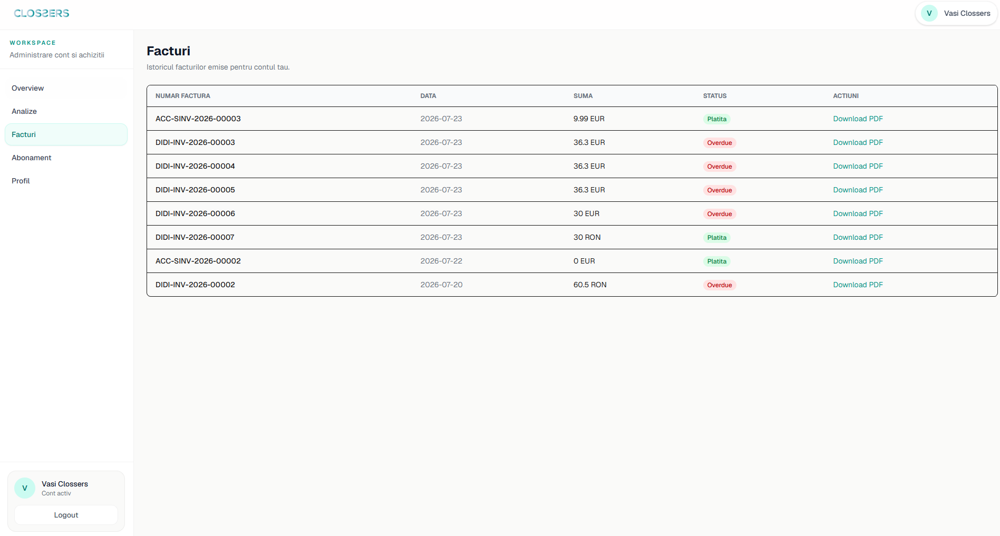 CLOSSERS
V Vasi Clossers
WORKSPACE
Administrare cont si achizitii
Overview
Analize
Facturi
Abonament
Profil
Facturi
Istoricul facturilor emise pentru contul tau.
NUMAR FACTURA DATA SUMA STATUS ACTIUNI
ACC-SINV-2026-00003 2026-07-23 9.99 EUR Platita Download PDF
DIDI-INV-2026-00003 2026-07-23 36.3 EUR Overdue Download PDF
DIDI-INV-2026-00004 2026-07-23 36.3 EUR Overdue Download PDF
DIDI-INV-2026-00005 2026-07-23 36.3 EUR Overdue Download PDF
DIDI-INV-2026-00006 2026-07-23 30 EUR Overdue Download PDF
DIDI-INV-2026-00007 2026-07-23 30 RON Platita Download PDF
ACC-SINV-2026-00002 2026-07-22 0 EUR Platita Download PDF
DIDI-INV-2026-00002 2026-07-20 60.5 RON Overdue Download PDF
V Vasi Clossers
Cont activ
Logout